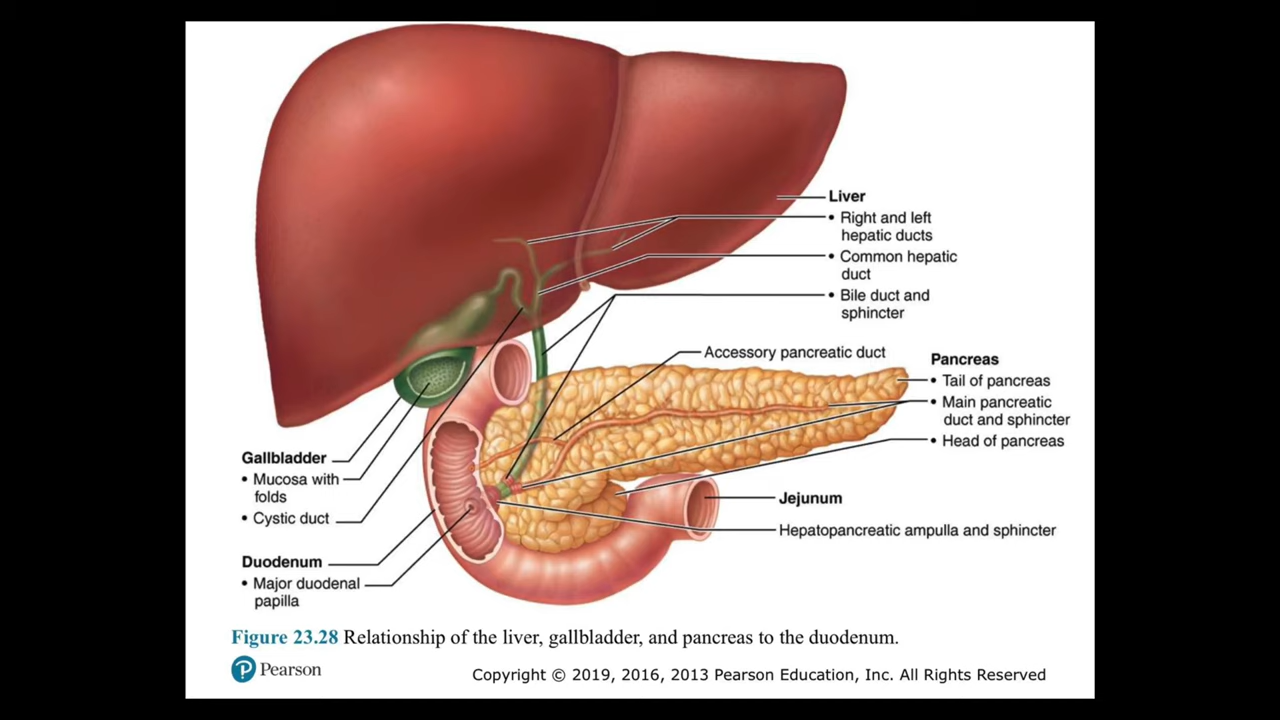 Liver
• Right and left
hepatic ducts
• Common hepatic
duct
• Bile duct and
sphincter
Accessory pancreatic duct
Pancreas
• Tail of pancreas
• Main pancreatic
duct and sphincter
• Head of pancreas
Gallbladder
• Mucosa with
folds
• Cystic duct
Jejunum
Hepatopancreatic ampulla and sphincter
Duodenum
• Major duodenal
papilla
Figure 23.28 Relationship of the liver, gallbladder, and pancreas to the duodenum.
P Pearson
Copyright © 2019, 2016, 2013 Pearson Education, Inc. All Rights Reserved